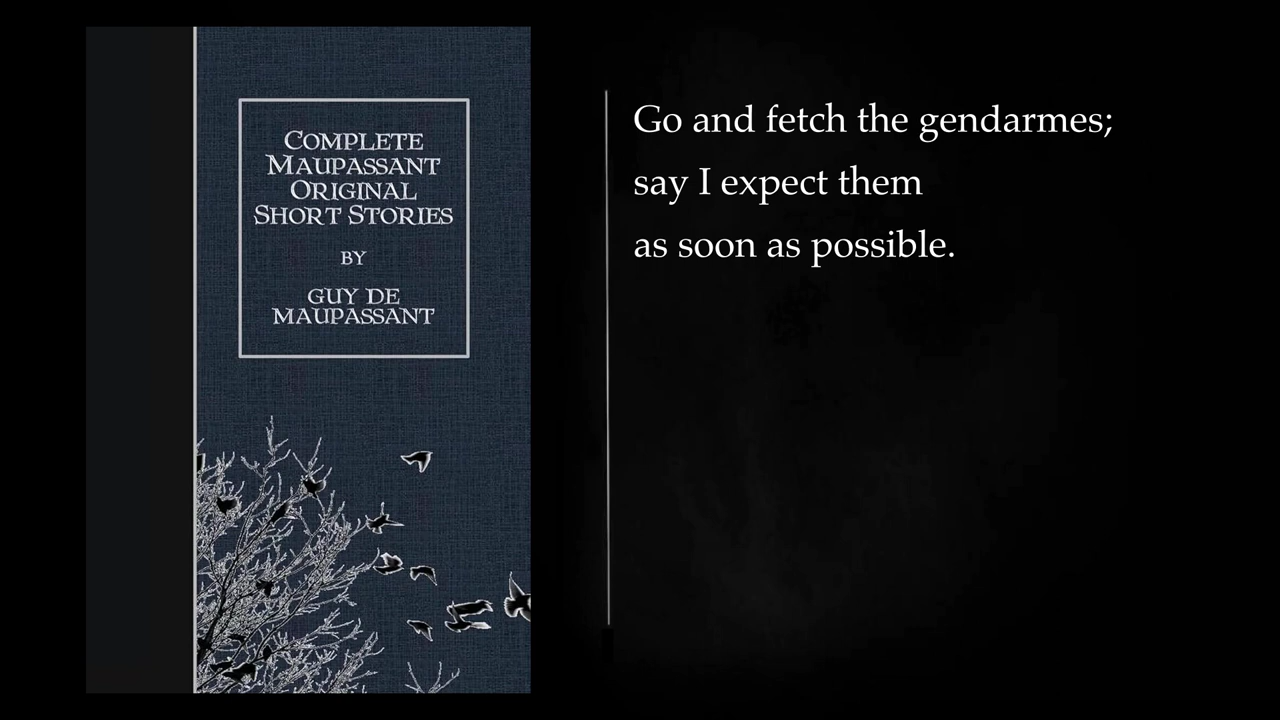 COMPLETE
MAUPASSANT
ORIGINAL
SHORT STORIES
BY
GUY DE
MAUPASSANT
Go and fetch the gendarmes;
say I expect them
as soon as possible.